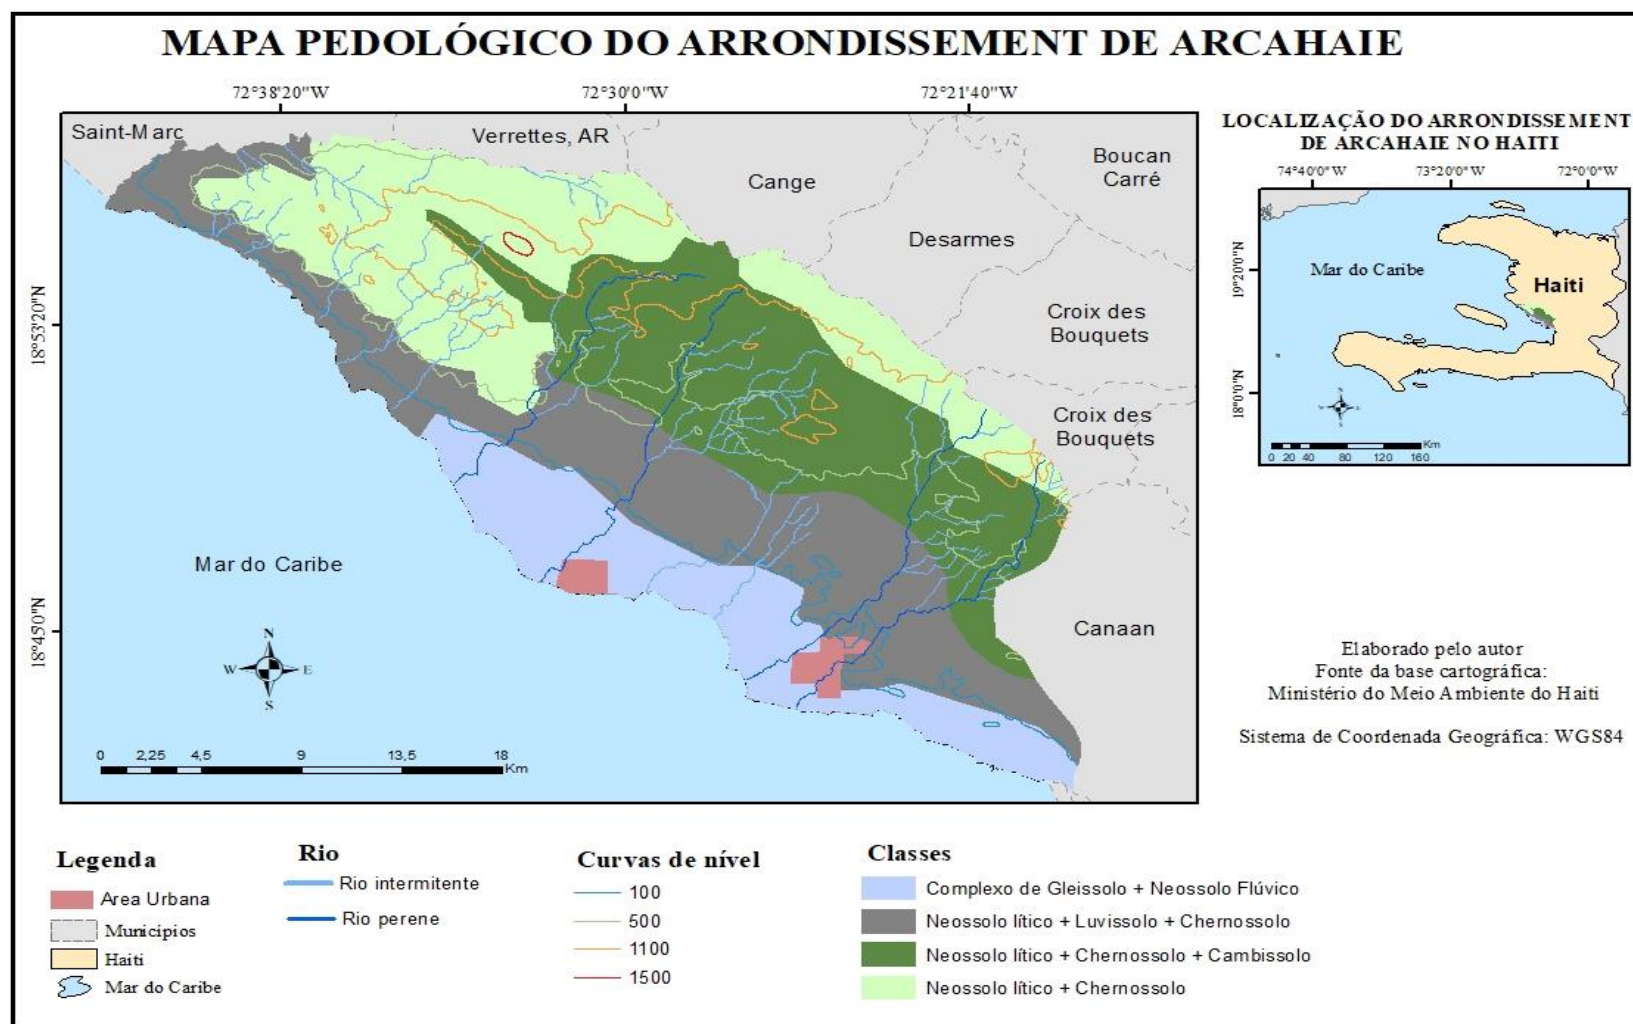 MAPA PEDOLÓGICO DO ARRONDISSEMENT DE ARCAHAIE
72°38'20"W
72°30'0"W
72°21'40"W
18°53'20"N
18°45'0"N
Saint-Marc
Verrettes, AR
Cange
Boucan
Carré
Desarmes
Croix des
Bouquets
Croix des
Bouquets
Canaan
Mar do Caribe
N
W
E
S
0 2,25 4,5 9 13,5 18
Km
LOCALIZAÇÃO DO ARRONDISSEMENT
DE ARCAHAIE NO HAITI
74°40'0"W
73°20'0"W
72°0'0"W
19°20'0"N
18°0'0"N
Mar do Caribe
Haiti
Km
0 20 40 80 120 160
Elaborado pelo autor
Fonte da base cartográfica:
Ministério do Meio Ambiente do Haiti
Sistema de Coordenada Geográfica: WGS84
Legenda
Area Urbana
Municípios
Haiti
Mar do Caribe
Rio
Rio intermitente
Rio perene
Curvas de nível
100
500
1100
1500
Classes
Complexo de Gleissolo + Neossolo Flúvico
Neossolo lítico + Luvissolo + Chernossolo
Neossolo lítico + Chernossolo + Cambissolo
Neossolo lítico + Chernossolo